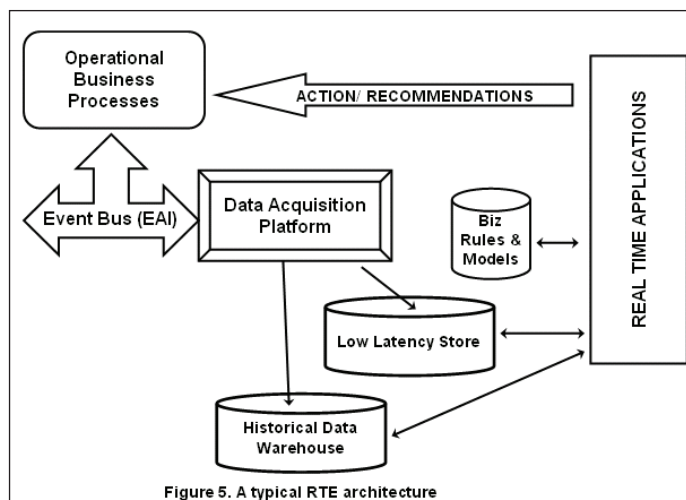 Operational
Business
Processes
ACTION/ RECOMMENDATIONS
REAL TIME APPLICATIONS
Event Bus (EAI)
Data Acquisition
Platform
Biz
Rules &
Models
Low Latency Store
Historical Data
Warehouse
Figure 5. A typical RTE architecture